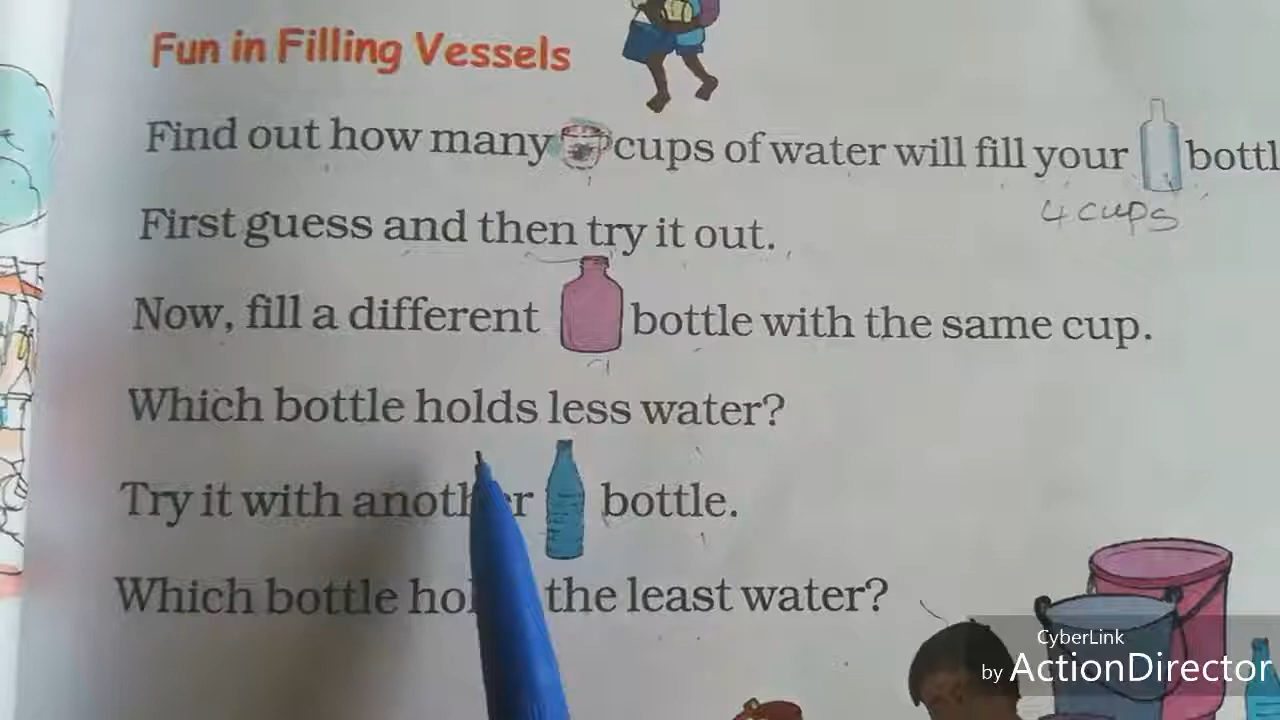 Fun in Filling Vessels
Find out how many cups of water will fill your bottl
4 cups
First guess and then try it out.
Now, fill a different bottle with the same cup.
Which bottle holds less water?
Try it with another bottle.
Which bottle hol the least water?
CyberLink
by ActionDirector